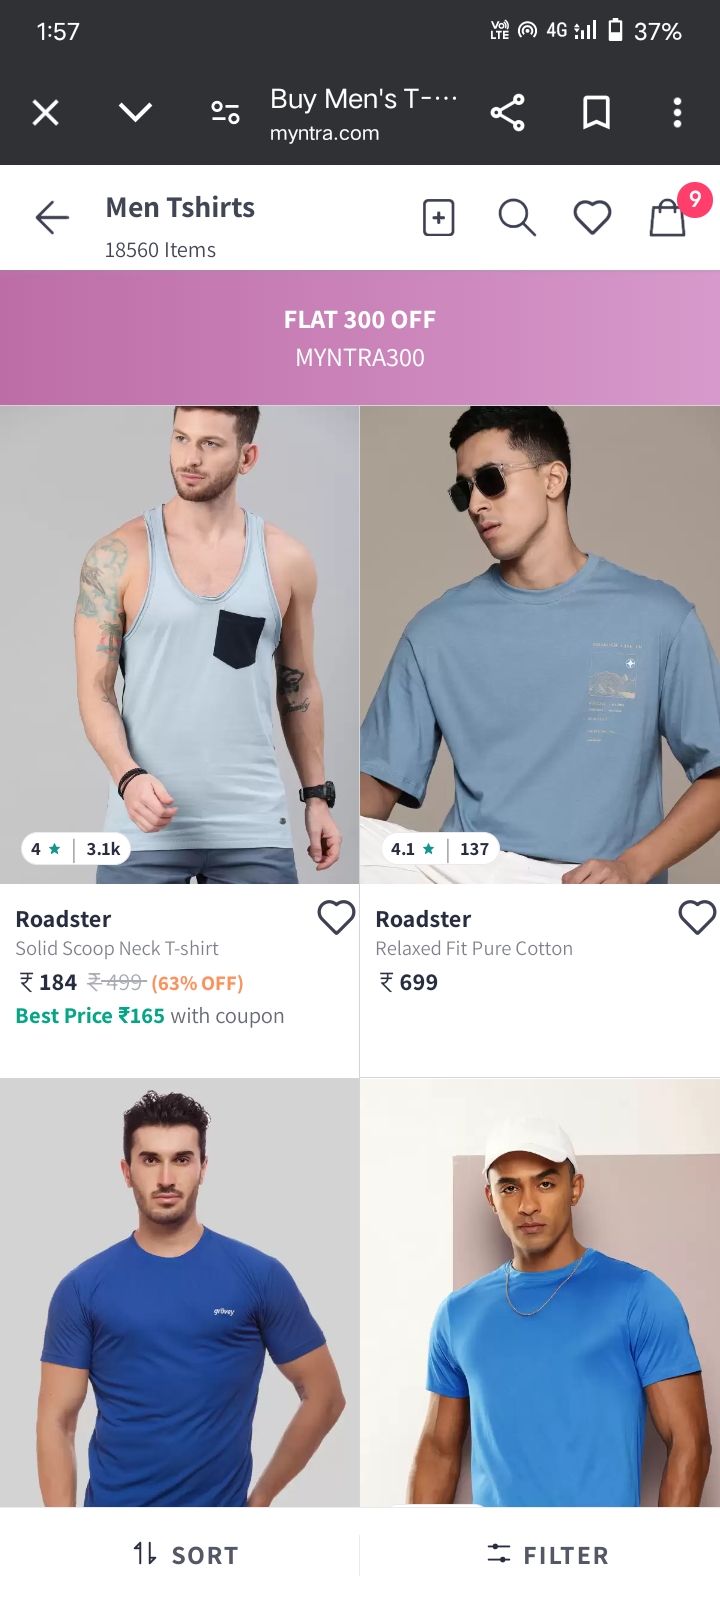 1:57
Vo) LTE 4G 37%
Buy Men's T-···
myntra.com
Men Tshirts
18560 Items
9
FLAT 300 OFF
MYNTRA300
4 ★ | 3.1k
4.1 ★ | 137
Roadster
Solid Scoop Neck T-shirt
₹ 184 ₹ 499 (63% OFF)
Best Price ₹165 with coupon
Roadster
Relaxed Fit Pure Cotton
₹ 699
grövey
SORT
FILTER